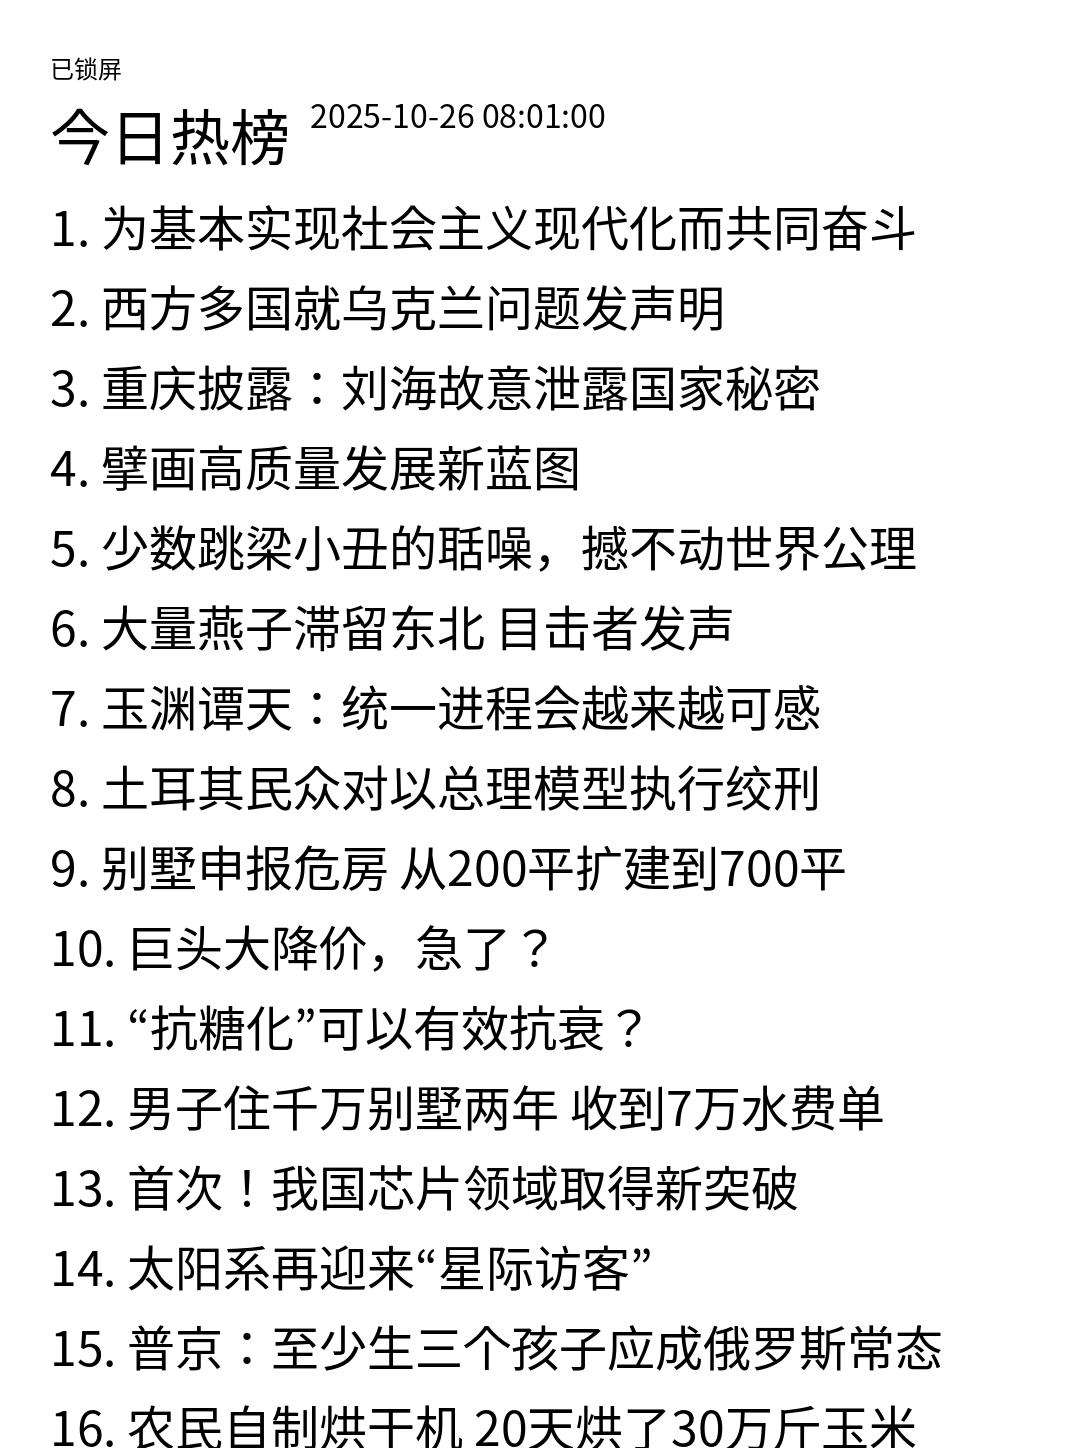 已锁屏
今日热榜 2025-10-26 08:01:00
1. 为基本实现社会主义现代化而共同奋斗
2. 西方多国就乌克兰问题发声明
3. 重庆披露：刘海故意泄露国家秘密
4. 擘画高质量发展新蓝图
5. 少数跳梁小丑的聒噪，撼不动世界公理
6. 大量燕子滞留东北 目击者发声
7. 玉渊谭天：统一进程会越来越可感
8. 土耳其民众对以总理模型执行绞刑
9. 别墅申报危房 从200平扩建到700平
10. 巨头大降价，急了？
11. “抗糖化”可以有效抗衰？
12. 男子住千万别墅两年 收到7万水费单
13. 首次！我国芯片领域取得新突破
14. 太阳系再迎来“星际访客”
15. 普京：至少生三个孩子应成俄罗斯常态
16. 农民自制烘干机 20天烘了30万斤玉米